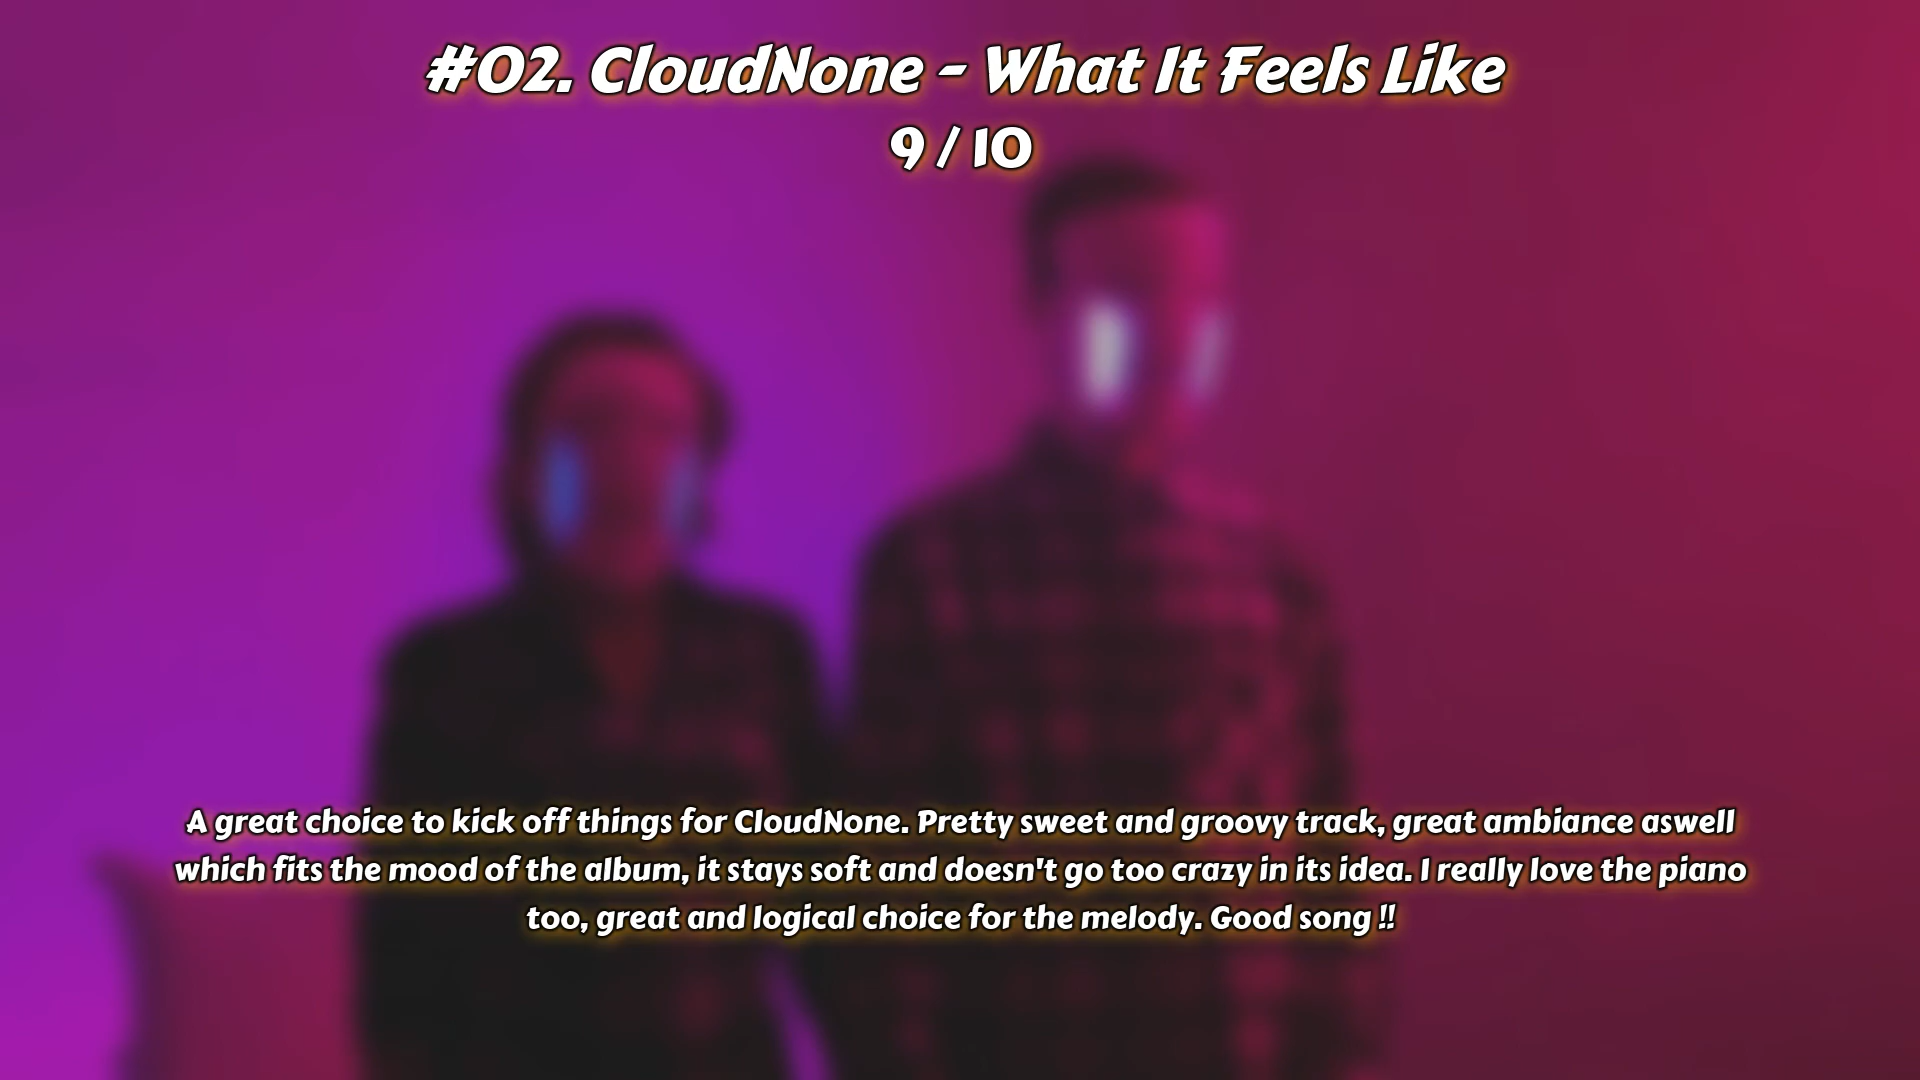 #02. CloudNone - What It Feels Like
9 / 10
A great choice to kick off things for CloudNone. Pretty sweet and groovy track, great ambiance aswell
which fits the mood of the album, it stays soft and doesn't go too crazy in its idea. I really love the piano
too, great and logical choice for the melody. Good song !!